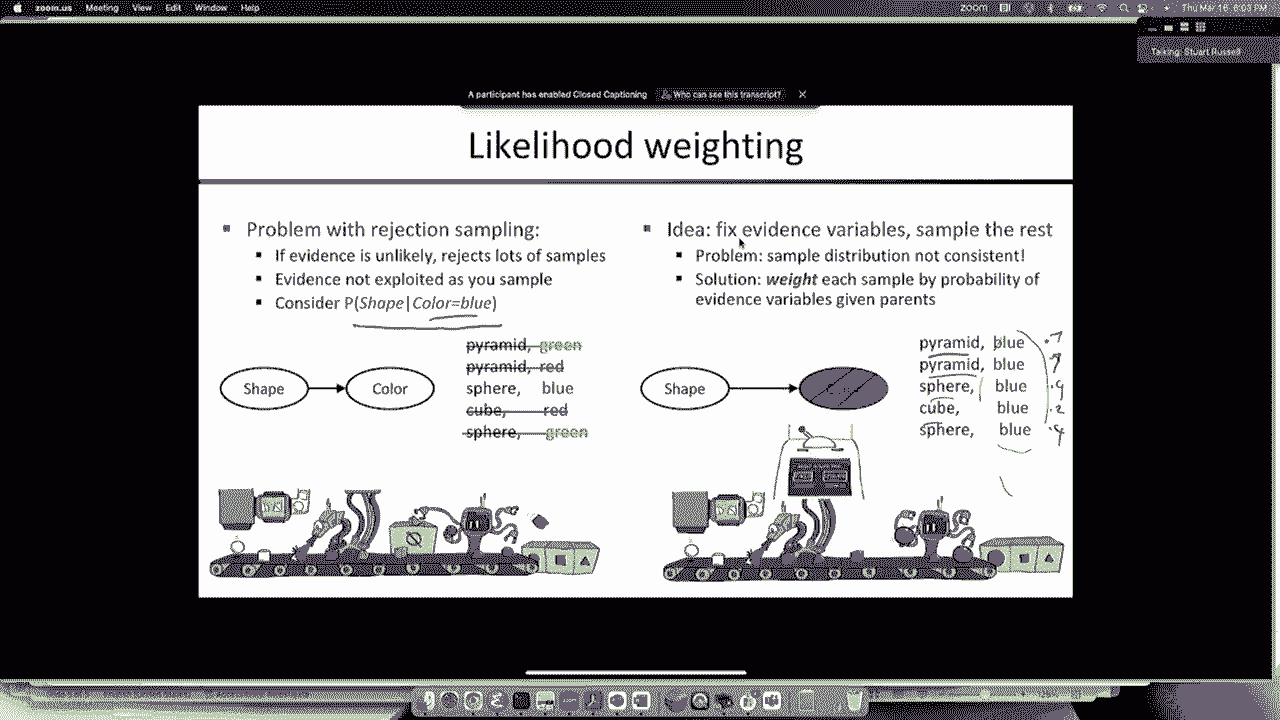 zoom.us Meeting View Edit Window Help
zoom Thu Mar 16 6:03 PM
Talking: Stuart Russell
A participant has enabled Closed Captioning Who can see this transcript?
Likelihood weighting
Problem with rejection sampling:
If evidence is unlikely, rejects lots of samples
Evidence not exploited as you sample
Consider P(Shape|Color=blue)
Shape
Color
pyramid, green
pyramid, red
sphere, blue
cube, red
sphere, green
Idea: fix evidence variables, sample the rest
Problem: sample distribution not consistent!
Solution: weight each sample by probability of
evidence variables given parents
Shape
pyramid, blue
pyramid, blue
sphere, blue
cube, blue .2
sphere, blue